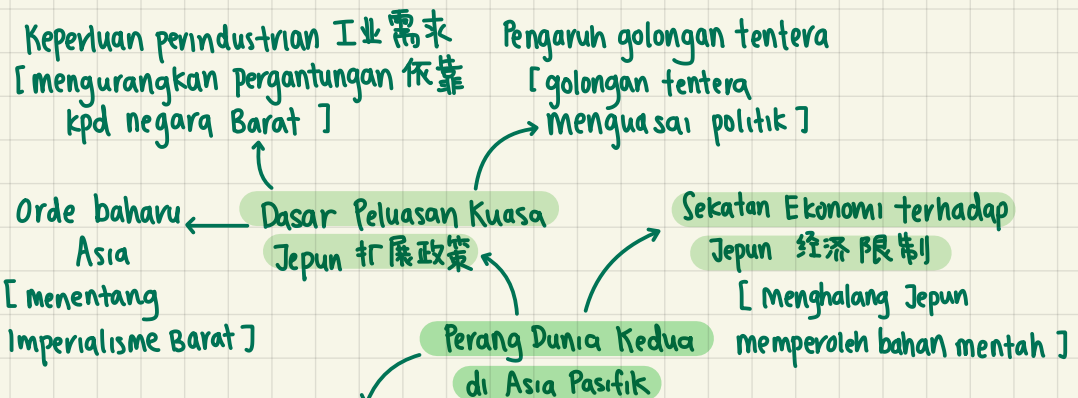 Keperluan perindustrian 工业需求
[mengurangkan pergantungan 依靠
kpd negara Barat ]
Pengaruh golongan tentera
[golongan tentera
menguasai politik]
Orde baharu
Asia
[menentang
Imperialisme Barat]
Dasar Peluasan Kuasa
Jepun 扩展政策
Sekatan Ekonomi terhadap
Jepun 经济限制
[ Menghalang Jepun
memperoleh bahan mentah ]
Perang Dunia Kedua
di Asia Pasifik